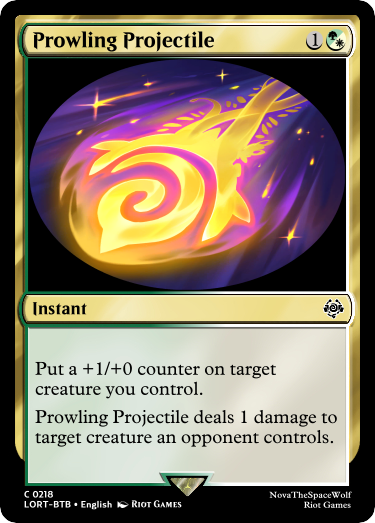 Prowling Projectile
1
Instant
Put a +1/+0 counter on target
creature you control.
Prowling Projectile deals 1 damage to
target creature an opponent controls.
C 0218
LORT-BTB • English Riot Games
NovaTheSpaceWolf
Riot Games